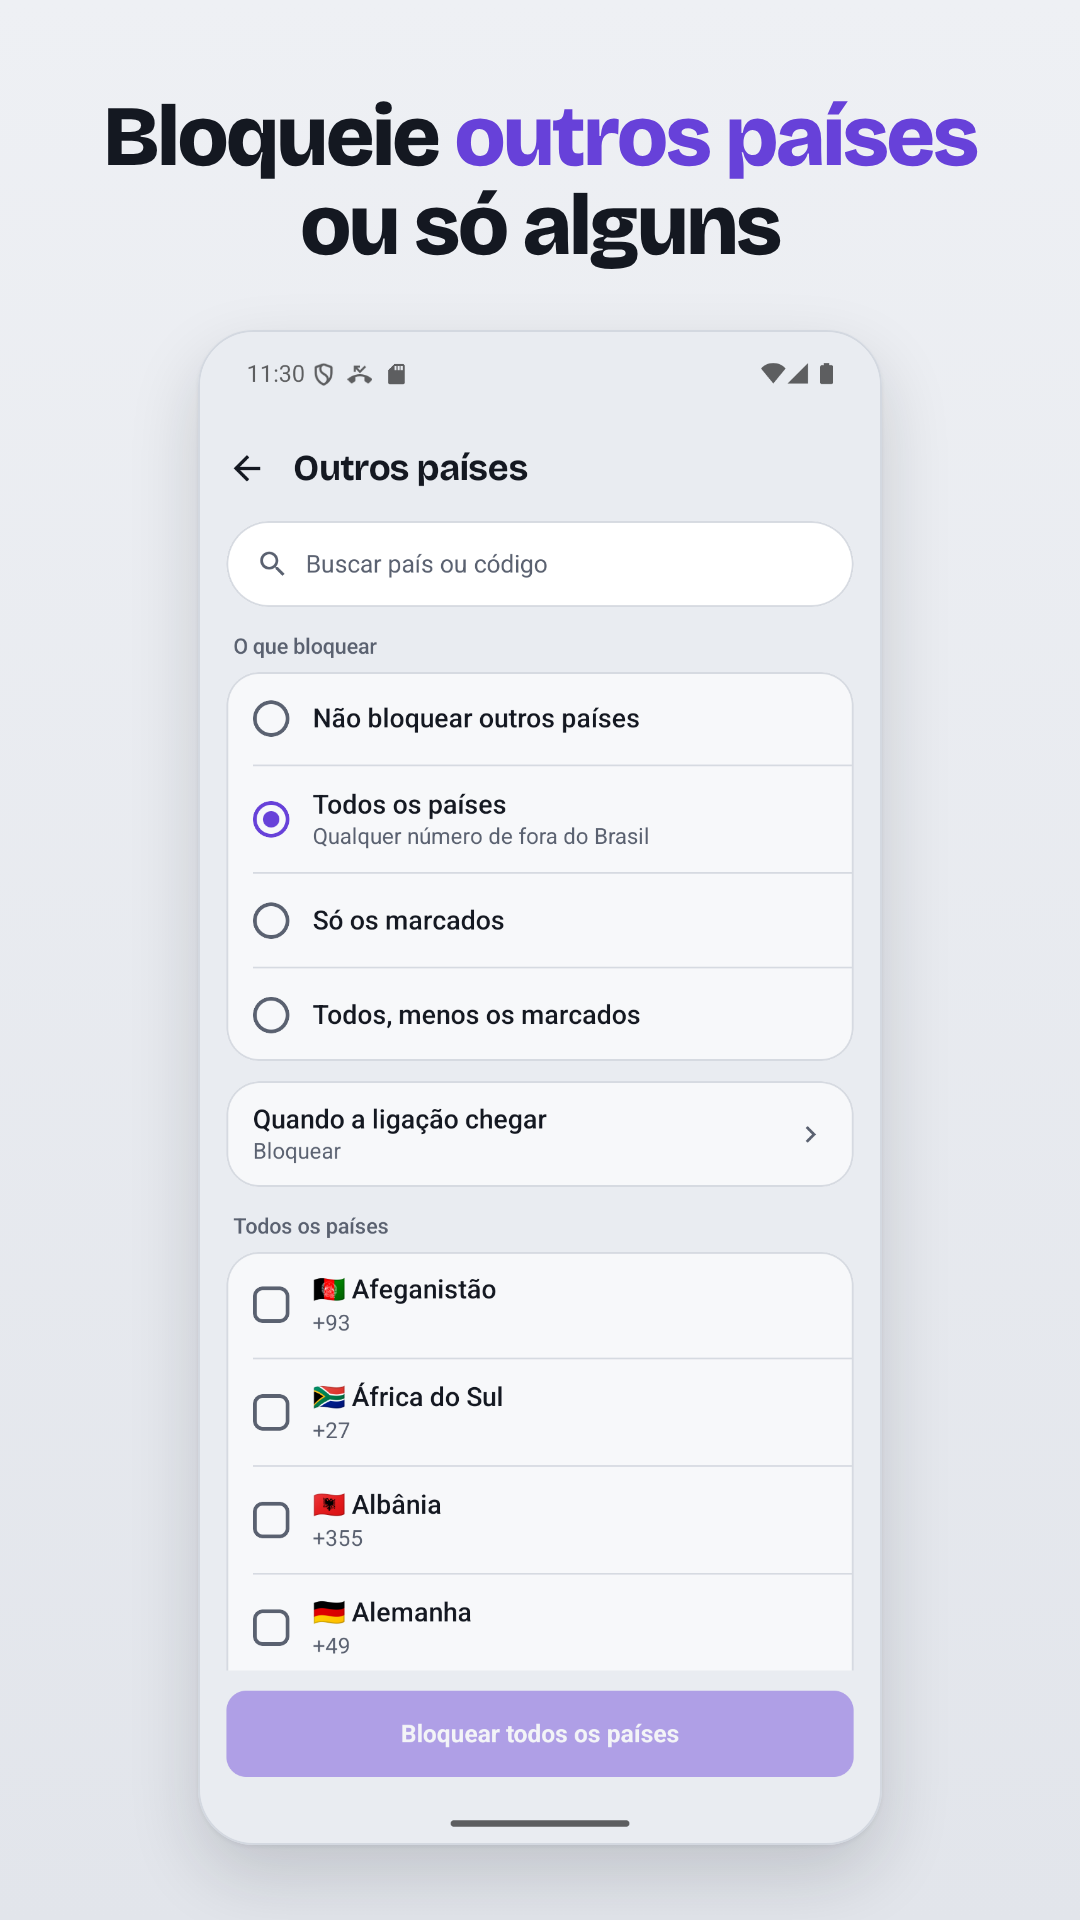 Bloqueie outros países
ou só alguns
11:30
Outros países
Buscar país ou código
O que bloquear
Não bloquear outros países
Todos os países
Qualquer número de fora do Brasil
Só os marcados
Todos, menos os marcados
Quando a ligação chegar
Bloquear
Todos os países
Afeganistão
+93
África do Sul
+27
Albânia
+355
Alemanha
+49
Bloquear todos os países